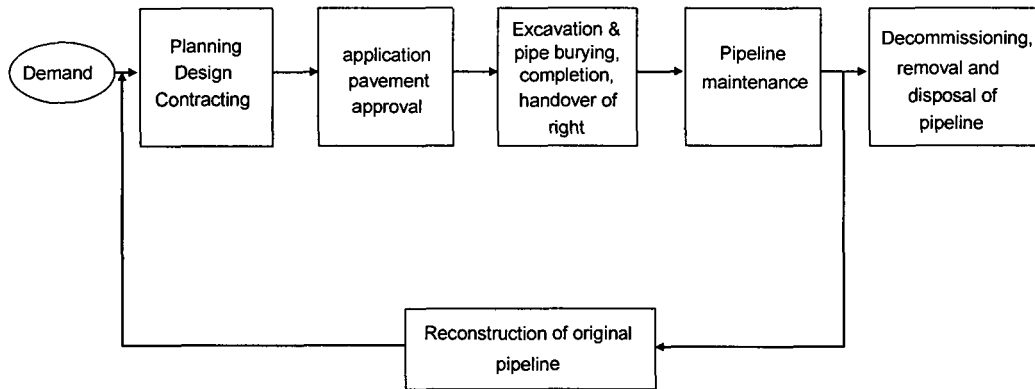 Demand
Planning
Design
Contracting
application
pavement
approval
Excavation &
pipe burying,
completion,
handover of
right
Pipeline
maintenance
Decommissioning,
removal and
disposal of
pipeline
Reconstruction of original
pipeline